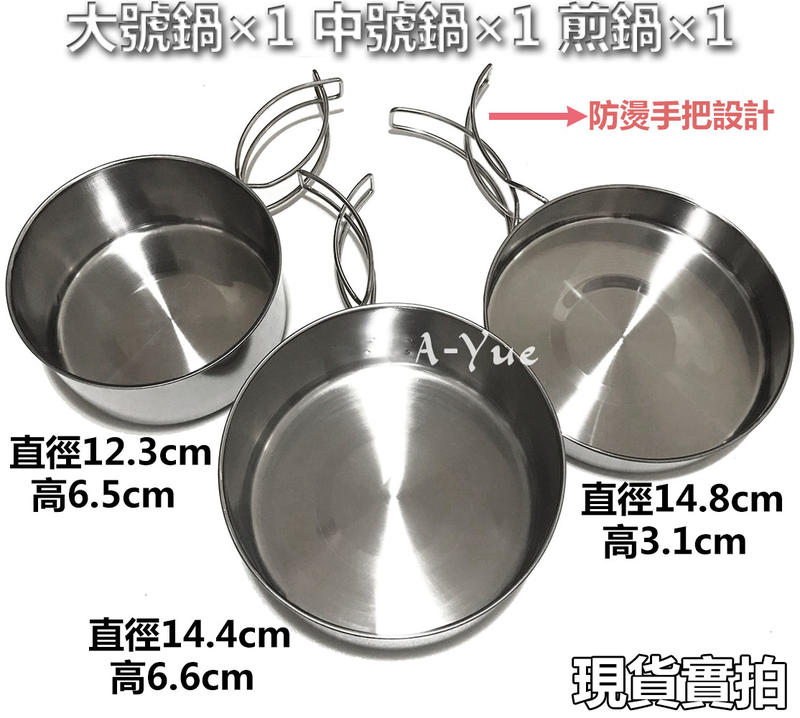 大號鍋×1 中號鍋×1 煎鍋×1
防燙手把設計
A-Yue
直徑12.3cm
高6.5cm
直徑14.8cm
高3.1cm
直徑14.4cm
高6.6cm
現貨實拍